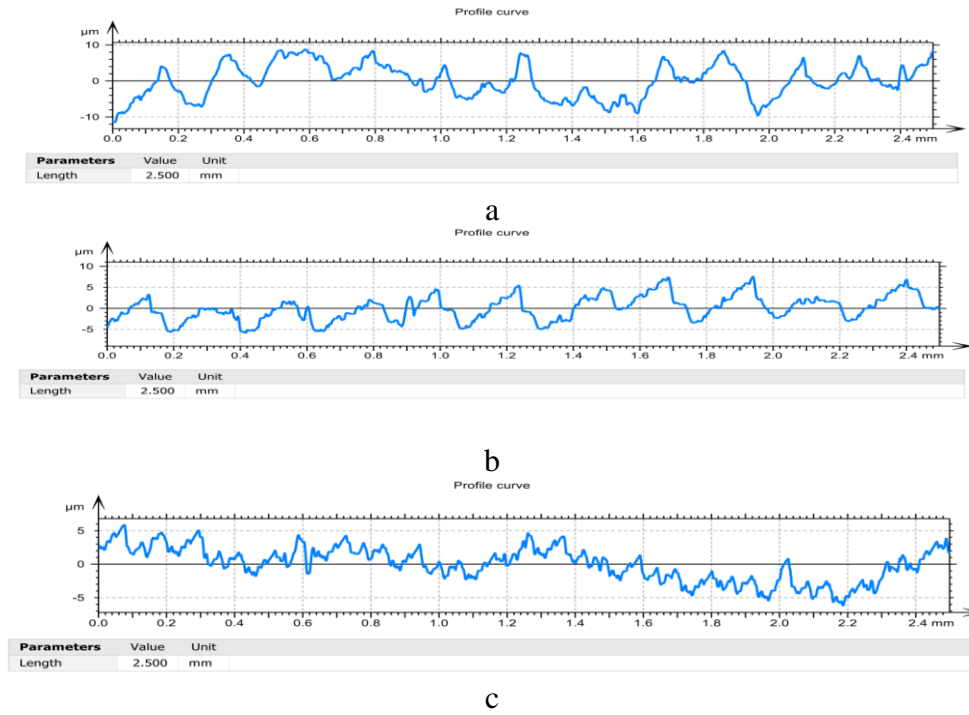 Profile curve
µm
10
0
-10
0.0 0.2 0.4 0.6 0.8 1.0 1.2 1.4 1.6 1.8 2.0 2.2 2.4 mm
Parameters Value Unit
Length 2.500 mm
a
Profile curve
µm
10
5
0
-5
0.0 0.2 0.4 0.6 0.8 1.0 1.2 1.4 1.6 1.8 2.0 2.2 2.4 mm
Parameters Value Unit
Length 2.500 mm
b
Profile curve
µm
5
0
-5
0.0 0.2 0.4 0.6 0.8 1.0 1.2 1.4 1.6 1.8 2.0 2.2 2.4 mm
Parameters Value Unit
Length 2.500 mm
c